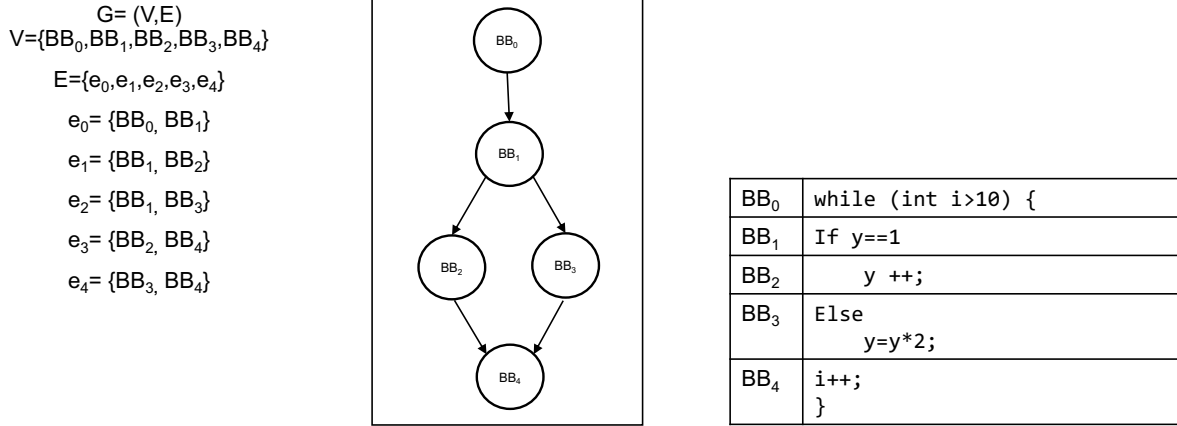 G= (V,E)
V={BB₀,BB₁,BB₂,BB₃,BB₄}
E={e₀,e₁,e₂,e₃,e₄}
e₀= {BB₀, BB₁}
e₁= {BB₁, BB₂}
e₂= {BB₁, BB₃}
e₃= {BB₂, BB₄}
e₄= {BB₃, BB₄}
BB₀
BB₁
BB₂
BB₃
BB₄
BB₀ while (int i>10) {
BB₁ If y==1
BB₂ y ++;
BB₃ Else
y=y*2;
BB₄ i++;
}